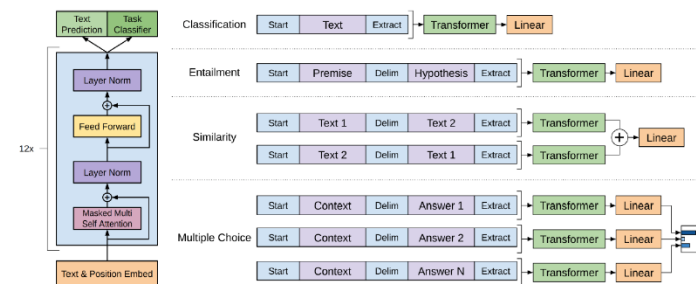 Text Prediction
Task Classifier
Layer Norm
Feed Forward
12x
Layer Norm
Masked Multi Self Attention
Text & Position Embed
Classification Start Text Extract Transformer Linear
Entailment Start Premise Delim Hypothesis Extract Transformer Linear
Similarity
Start Text 1 Delim Text 2 Extract Transformer
Start Text 2 Delim Text 1 Extract Transformer
+ Linear
Multiple Choice
Start Context Delim Answer 1 Extract Transformer Linear
Start Context Delim Answer 2 Extract Transformer Linear
Start Context Delim Answer N Extract Transformer Linear